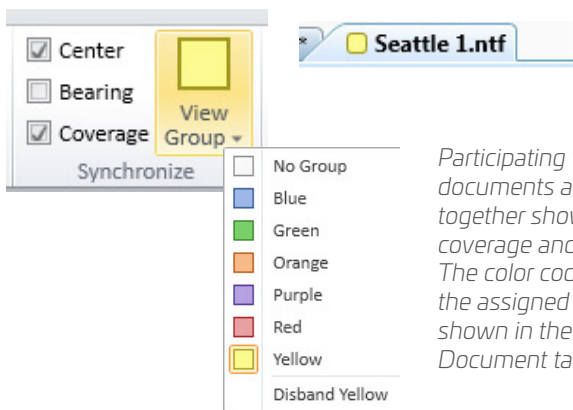 Center
Bearing
Coverage
View
Group
Synchronize
* Seattle 1.ntf
No Group
Blue
Green
Orange
Purple
Red
Yellow
Disband Yellow
Participating
documents a
together show
coverage and
The color coc
the assigned
shown in the
Document ta